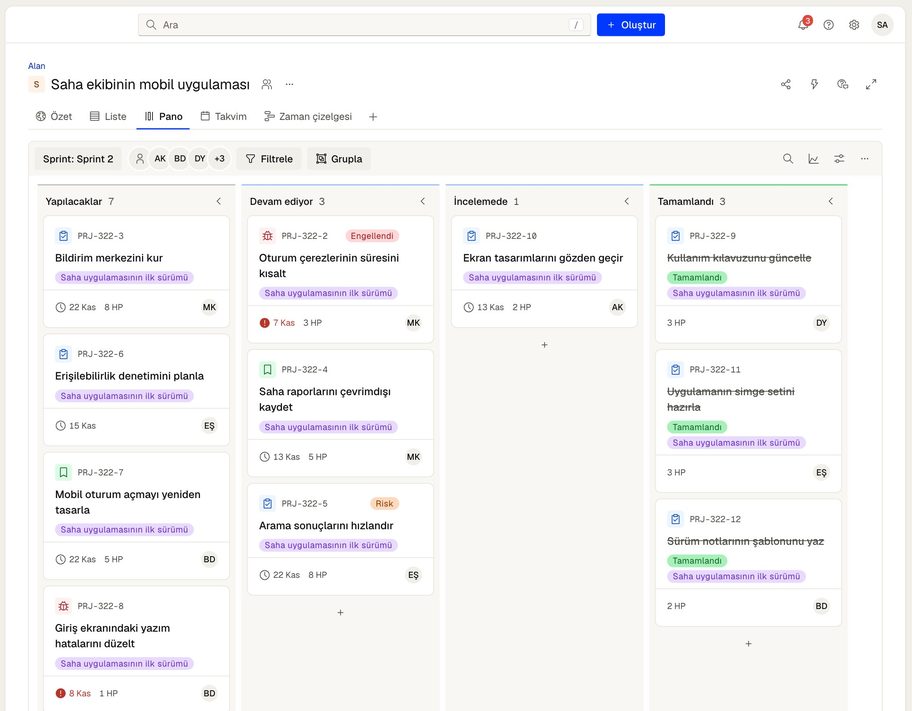 Ara
/
+ Oluştur
3
SA
Alan
S
Saha ekibinin mobil uygulaması
Özet
Liste
Pano
Takvim
Zaman çizelgesi
Sprint: Sprint 2
AK
BD
DY
+3
Filtrele
Grupla
Yapılacaklar 7
PRJ-322-3
Bildirim merkezini kur
Saha uygulamasının ilk sürümü
22 Kas 8 HP
MK
PRJ-322-6
Erişilebilirlik denetimini planla
Saha uygulamasının ilk sürümü
15 Kas
EŞ
PRJ-322-7
Mobil oturum açmayı yeniden
tasarla
Saha uygulamasının ilk sürümü
22 Kas 5 HP
BD
PRJ-322-8
Giriş ekranındaki yazım
hatalarını düzelt
Saha uygulamasının ilk sürümü
8 Kas 1 HP
BD
Devam ediyor 3
PRJ-322-2
Engellendi
Oturum çerezlerinin süresini
kısalt
Saha uygulamasının ilk sürümü
7 Kas 3 HP
MK
PRJ-322-4
Saha raporlarını çevrimdışı
kaydet
Saha uygulamasının ilk sürümü
13 Kas 5 HP
MK
PRJ-322-5
Risk
Arama sonuçlarını hızlandır
Saha uygulamasının ilk sürümü
22 Kas 8 HP
EŞ
İncelemede 1
PRJ-322-10
Ekran tasarımlarını gözden geçir
Saha uygulamasının ilk sürümü
13 Kas 2 HP
AK
Tamamlandı 3
PRJ-322-9
Kullanım kılavuzunu güncelle
Tamamlandı
Saha uygulamasının ilk sürümü
3 HP
DY
PRJ-322-11
Uygulamanın simge setini
hazırla
Tamamlandı
Saha uygulamasının ilk sürümü
3 HP
EŞ
PRJ-322-12
Sürüm notlarının şablonunu yaz
Tamamlandı
Saha uygulamasının ilk sürümü
2 HP
BD